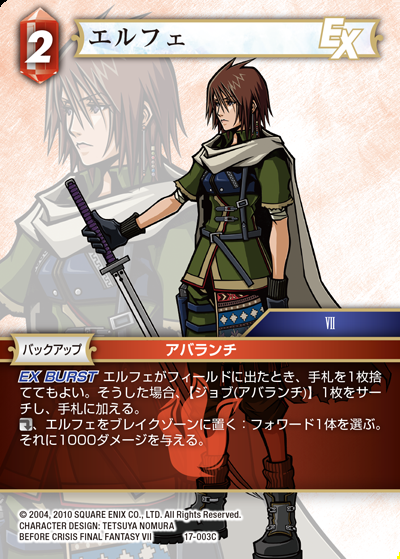 2
エルフェ
EX
VII
バックアップ
アバランチ
EX BURST エルフェがフィールドに出たとき、手札を1枚捨
ててもよい。そうした場合、【ジョブ(アバランチ)】1枚をサー
チし、手札に加える。
、エルフェをブレイクゾーンに置く：フォワード1体を選ぶ。
それに1000ダメージを与える。
© 2004, 2010 SQUARE ENIX CO., LTD. All Rights Reserved.
CHARACTER DESIGN: TETSUYA NOMURA
BEFORE CRISIS FINAL FANTASY VII 17-003C